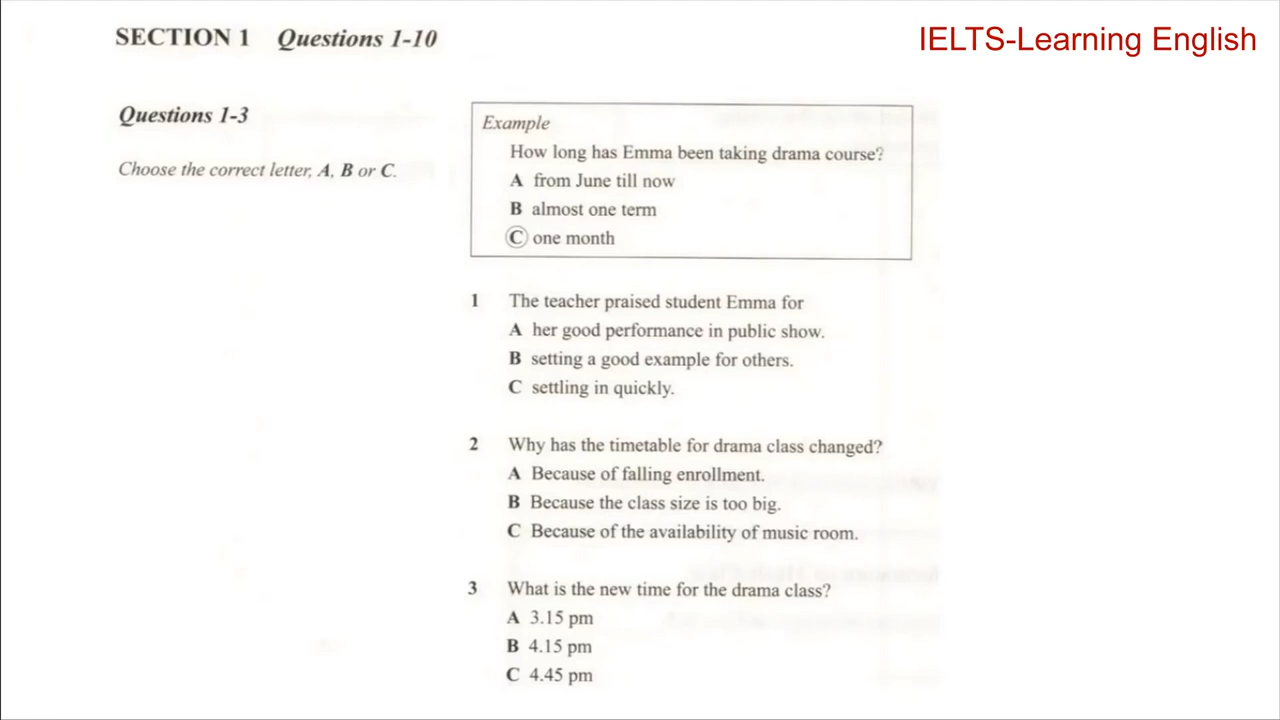 SECTION 1 Questions 1-10
IELTS-Learning English
Questions 1-3
Choose the correct letter, A, B or C.
Example
How long has Emma been taking drama course?
A from June till now
B almost one term
C one month
1 The teacher praised student Emma for
A her good performance in public show.
B setting a good example for others.
C settling in quickly.
2 Why has the timetable for drama class changed?
A Because of falling enrollment.
B Because the class size is too big.
C Because of the availability of music room.
3 What is the new time for the drama class?
A 3.15 pm
B 4.15 pm
C 4.45 pm